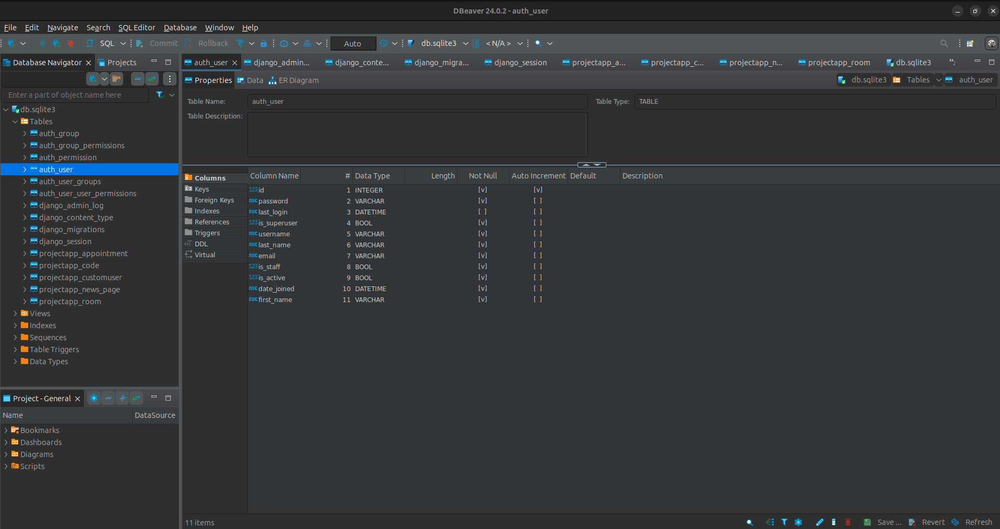 DBeaver 24.0.2 - auth_user
File Edit Navigate Search SQL Editor Database Window Help
SQL Commit Rollback Auto db.sqlite3 < N/A >
Database Navigator Projects
auth_user django_admin... django_conte... django_migra... django_session projectapp_a... projectapp_c... projectapp_n... projectapp_room db.sqlite3 »2
Properties Data ER Diagram db.sqlite3 Tables auth_user
Enter a part of object name here
db.sqlite3
Tables
auth_group
auth_group_permissions
auth_permission
auth_user
auth_user_groups
auth_user_user_permissions
django_admin_log
django_content_type
django_migrations
django_session
projectapp_appointment
projectapp_code
projectapp_customuser
projectapp_news_page
projectapp_room
Views
Indexes
Sequences
Table Triggers
Data Types
Table Name: auth_user Table Type: TABLE
Table Description:
Columns
Keys
Foreign Keys
Indexes
References
Triggers
DDL
Virtual
Column Name # Data Type Length Not Null Auto Increment Default Description
123 id 1 INTEGER [v] [v]
ABC password 2 VARCHAR [v] [ ]
ABC last_login 3 DATETIME [ ] [ ]
123 is_superuser 4 BOOL [v] [ ]
ABC username 5 VARCHAR [v] [ ]
ABC last_name 6 VARCHAR [v] [ ]
ABC email 7 VARCHAR [v] [ ]
123 is_staff 8 BOOL [v] [ ]
123 is_active 9 BOOL [v] [ ]
ABC date_joined 10 DATETIME [v] [ ]
ABC first_name 11 VARCHAR [v] [ ]
Project - General
Name DataSource
Bookmarks
Dashboards
Diagrams
Scripts
11 items Save ... Revert Refresh